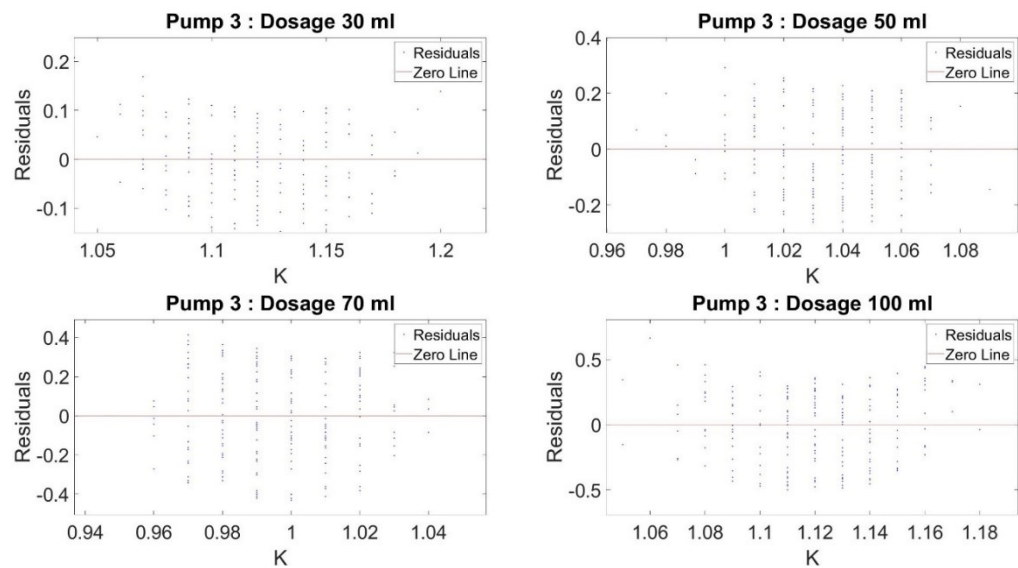 Pump 3 : Dosage 30 ml
Residuals
0.2
0.1
0
-0.1
1.05
1.1
1.15
1.2
K
Residuals
Zero Line
Pump 3 : Dosage 50 ml
Residuals
0.4
0.2
0
-0.2
0.96
0.98
1
1.02
1.04
1.06
1.08
K
Residuals
Zero Line
Pump 3 : Dosage 70 ml
Residuals
0.4
0.2
0
-0.2
-0.4
0.94
0.96
0.98
1
1.02
1.04
K
Residuals
Zero Line
Pump 3 : Dosage 100 ml
Residuals
0.5
0
-0.5
1.06
1.08
1.1
1.12
1.14
1.16
1.18
K
Residuals
Zero Line